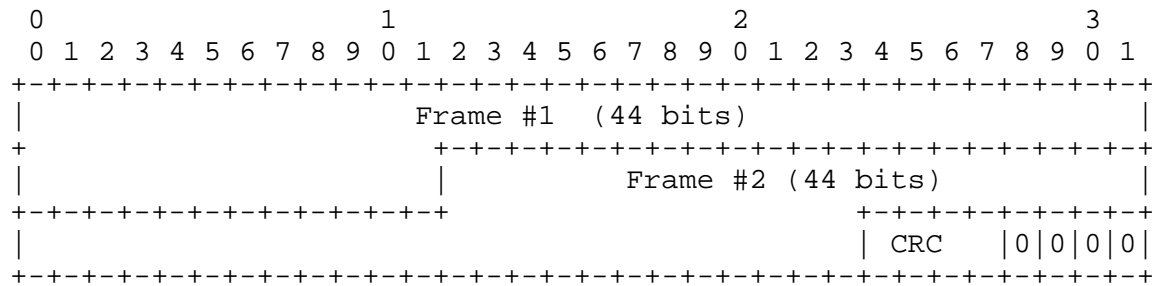 0                   1                   2                   3
 0 1 2 3 4 5 6 7 8 9 0 1 2 3 4 5 6 7 8 9 0 1 2 3 4 5 6 7 8 9 0 1
+-+-+-+-+-+-+-+-+-+-+-+-+-+-+-+-+-+-+-+-+-+-+-+-+-+-+-+-+-+-+-+-+
|                      Frame #1  (44 bits)                      |
+                       +-+-+-+-+-+-+-+-+-+-+-+-+-+-+-+-+-+-+-+-+
|                       |          Frame #2 (44 bits)           |
+-+-+-+-+-+-+-+-+-+-+-+-+                       +-+-+-+-+-+-+-+-+
|                                               | CRC   |0|0|0|0|
+-+-+-+-+-+-+-+-+-+-+-+-+-+-+-+-+-+-+-+-+-+-+-+-+-+-+-+-+-+-+-+-+